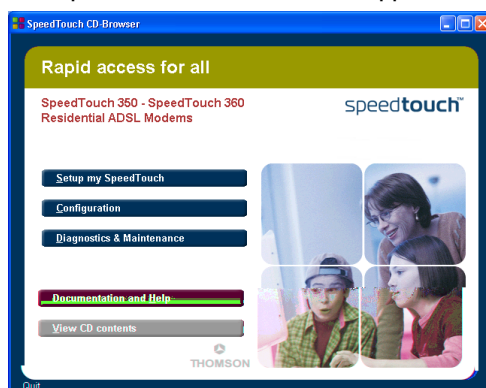 SpeedTouch CD-Browser
Rapid access for all
SpeedTouch 350 - SpeedTouch 360
Residential ADSL Modems
speedtouch™
Setup my SpeedTouch
Configuration
Diagnostics & Maintenance
Documentation and Help
View CD contents
THOMSON
Quit